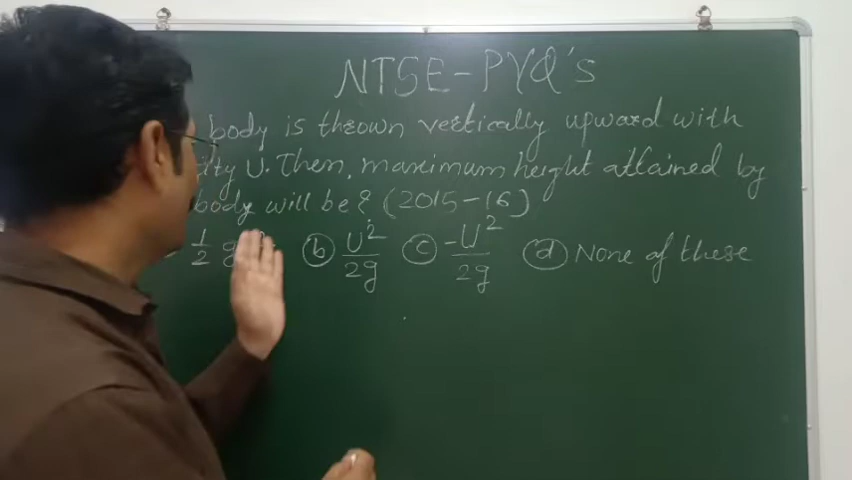 NTSE-PYQ's
body is thrown vertically upward with
ity U. Then, maximum height attained by
body will be? (2015-16)
1/2 g (b) U²/2g (c) -U²/2g (d) None of these